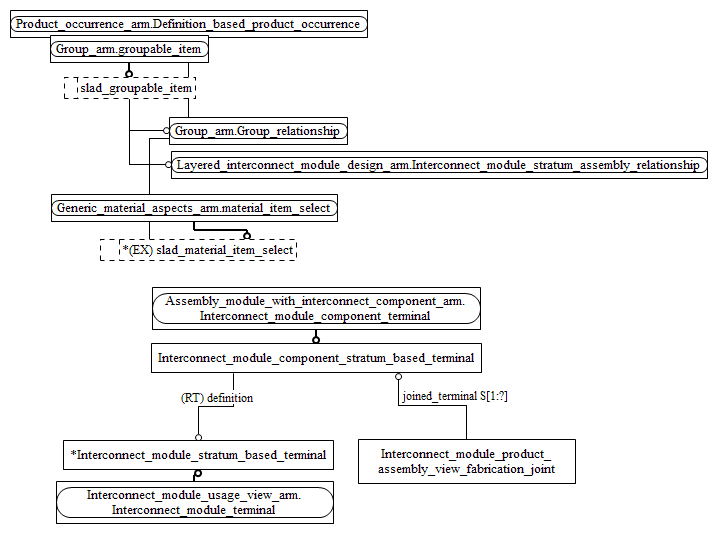 Product_occurrence_arm.Definition_based_product_occurrence
Group_arm.groupable_item
slad_groupable_item
Group_arm.Group_relationship
Layered_interconnect_module_design_arm.Interconnect_module_stratum_assembly_relationship
Generic_material_aspects_arm.material_item_select
*(EX) slad_material_item_select
Assembly_module_with_interconnect_component_arm.
Interconnect_module_component_terminal
Interconnect_module_component_stratum_based_terminal
(RT) definition
joined_terminal S[1:?]
*Interconnect_module_stratum_based_terminal
Interconnect_module_product_
assembly_view_fabrication_joint
Interconnect_module_usage_view_arm.
Interconnect_module_terminal